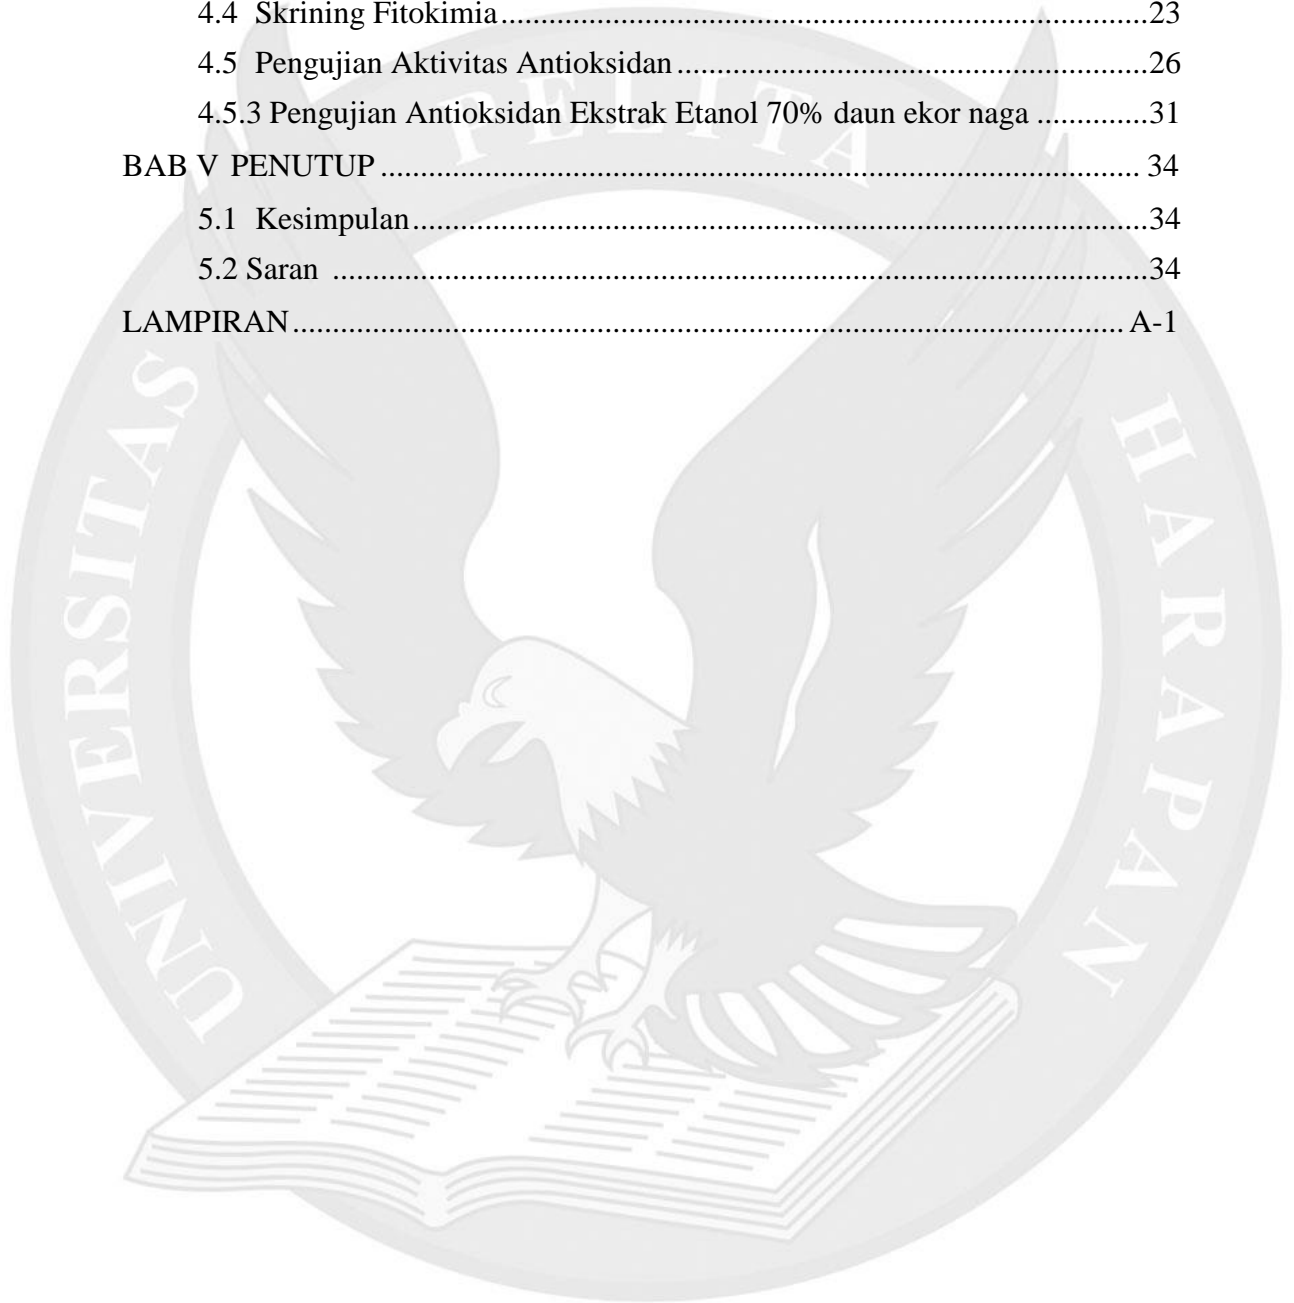 4.4 Skrining Fitokimia.................................................................................23
4.5 Pengujian Aktivitas Antioksidan...........................................................26
4.5.3 Pengujian Antioksidan Ekstrak Etanol 70% daun ekor naga..............31
BAB V PENUTUP............................................................................................... 34
5.1 Kesimpulan............................................................................................34
5.2 Saran ......................................................................................................34
LAMPIRAN........................................................................................................ A-1
UNIVERSITAS PELITA HARAPAN